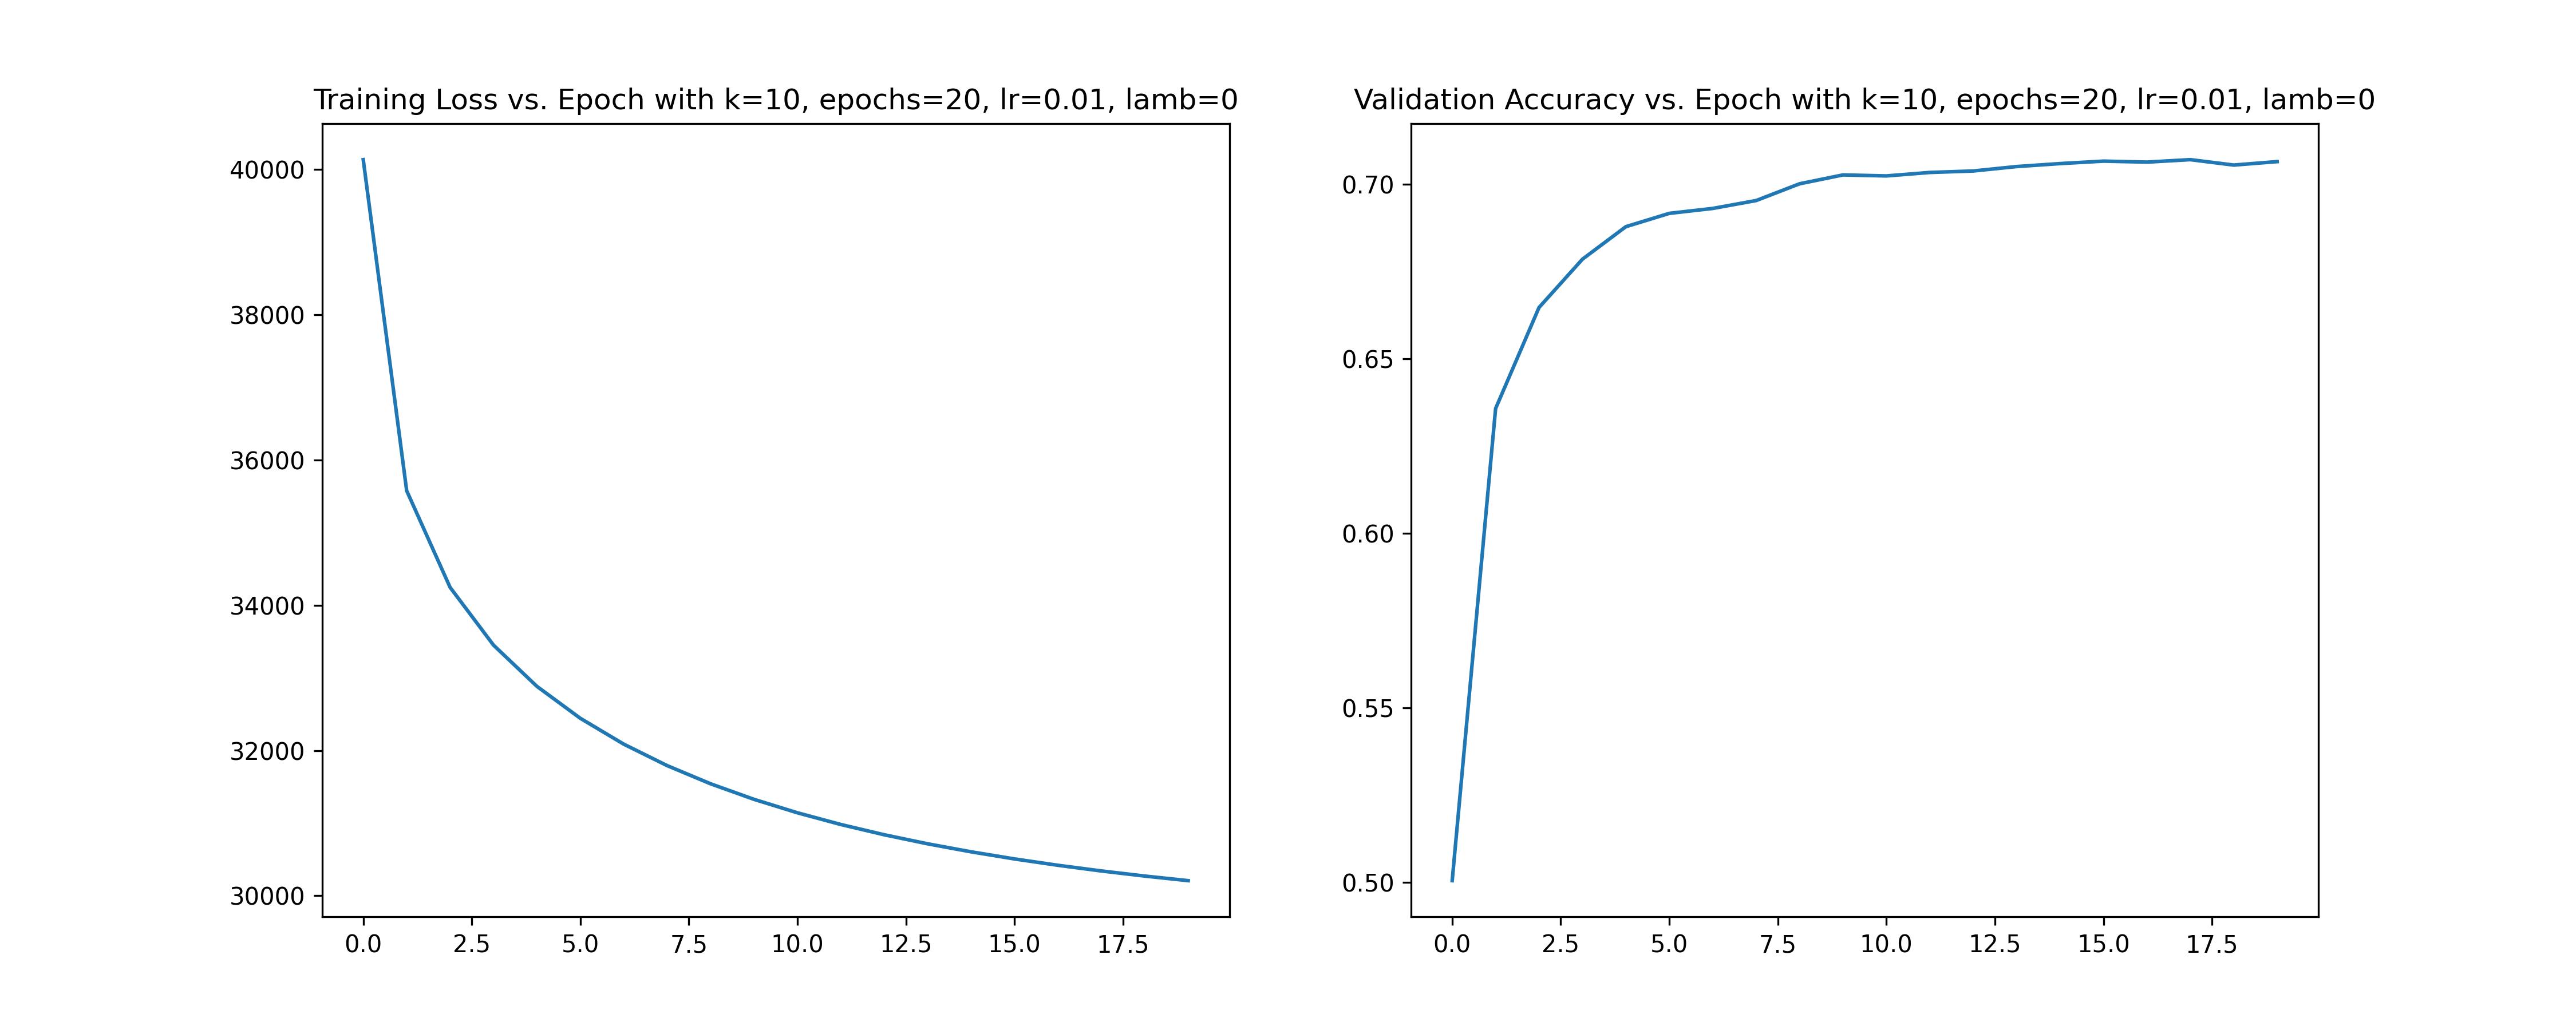 Training Loss vs. Epoch with k=10, epochs=20, lr=0.01, lamb=0
40000
38000
36000
34000
32000
30000
0.0 2.5 5.0 7.5 10.0 12.5 15.0 17.5
Validation Accuracy vs. Epoch with k=10, epochs=20, lr=0.01, lamb=0
0.70
0.65
0.60
0.55
0.50
0.0 2.5 5.0 7.5 10.0 12.5 15.0 17.5